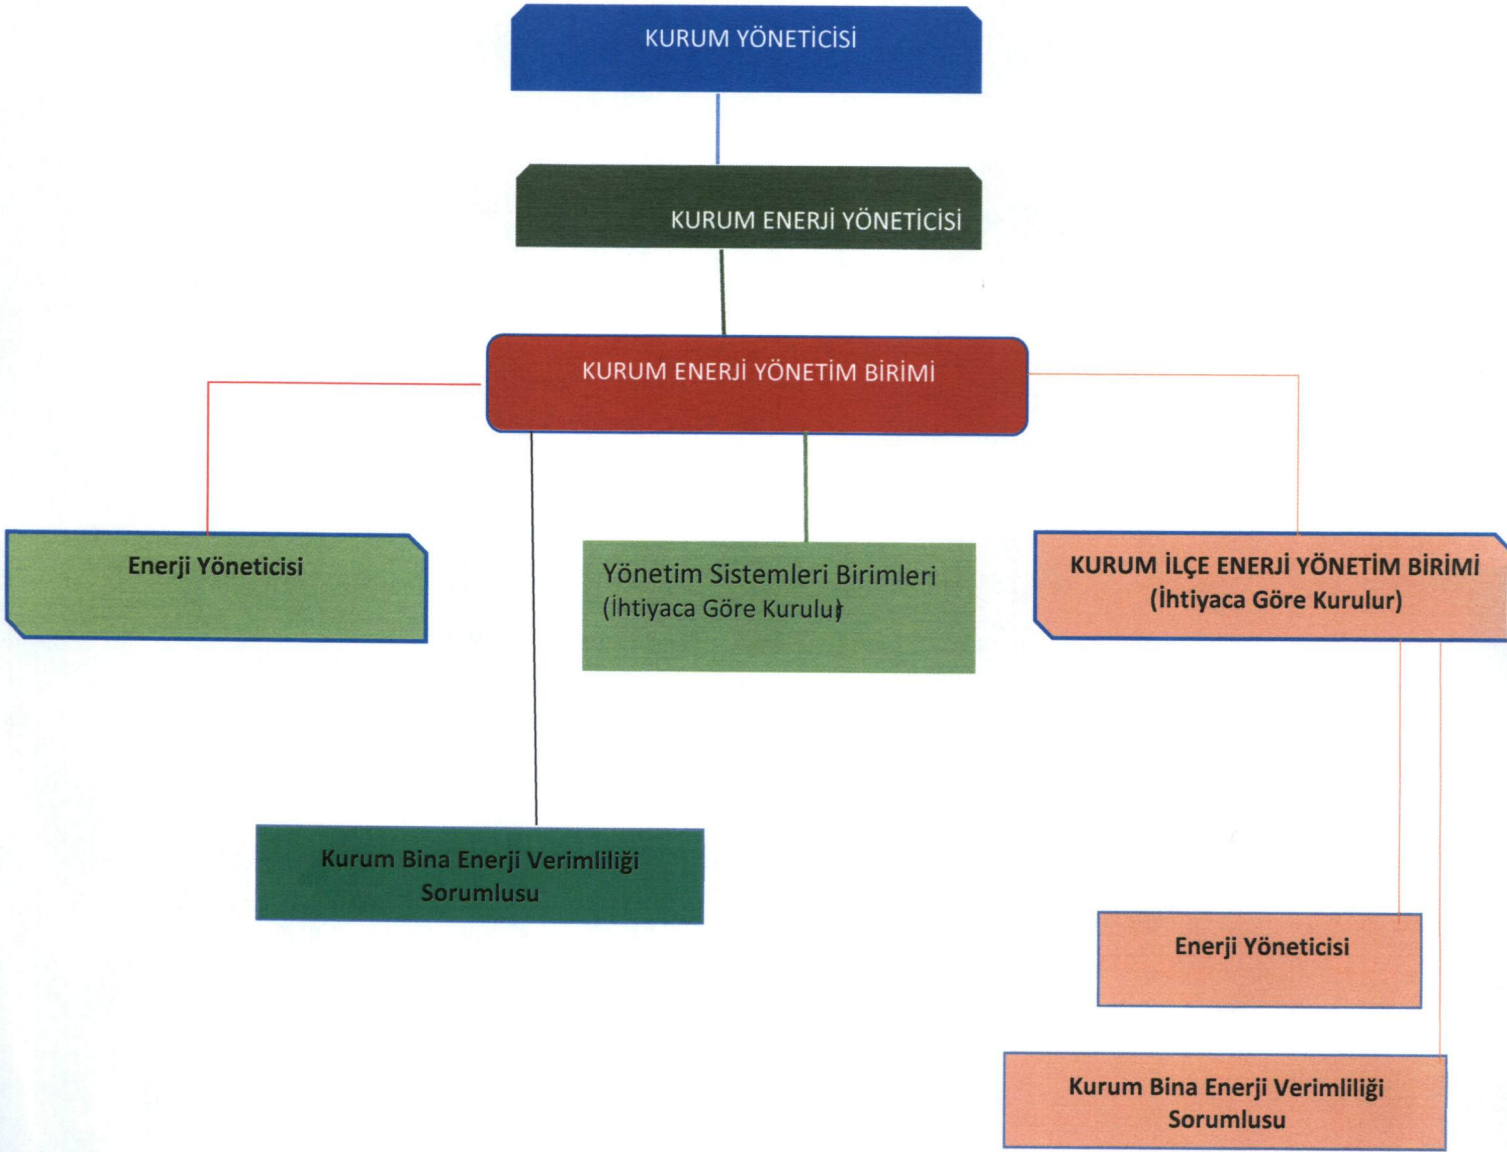 KURUM YÖNETİCİSİ
KURUM ENERJİ YÖNETİCİSİ
KURUM ENERJİ YÖNETİM BİRİMİ
Enerji Yöneticisi
Yönetim Sistemleri Birimleri
(İhtiyaca Göre Kurulur)
KURUM İLÇE ENERJİ YÖNETİM BİRİMİ
(İhtiyaca Göre Kurulur)
Kurum Bina Enerji Verimliliği
Sorumlusu
Enerji Yöneticisi
Kurum Bina Enerji Verimliliği
Sorumlusu